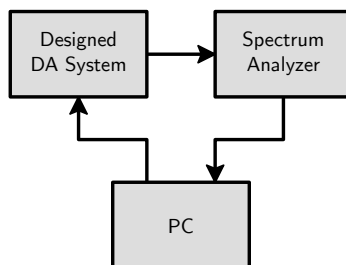 Designed
DA System
Spectrum
Analyzer
PC